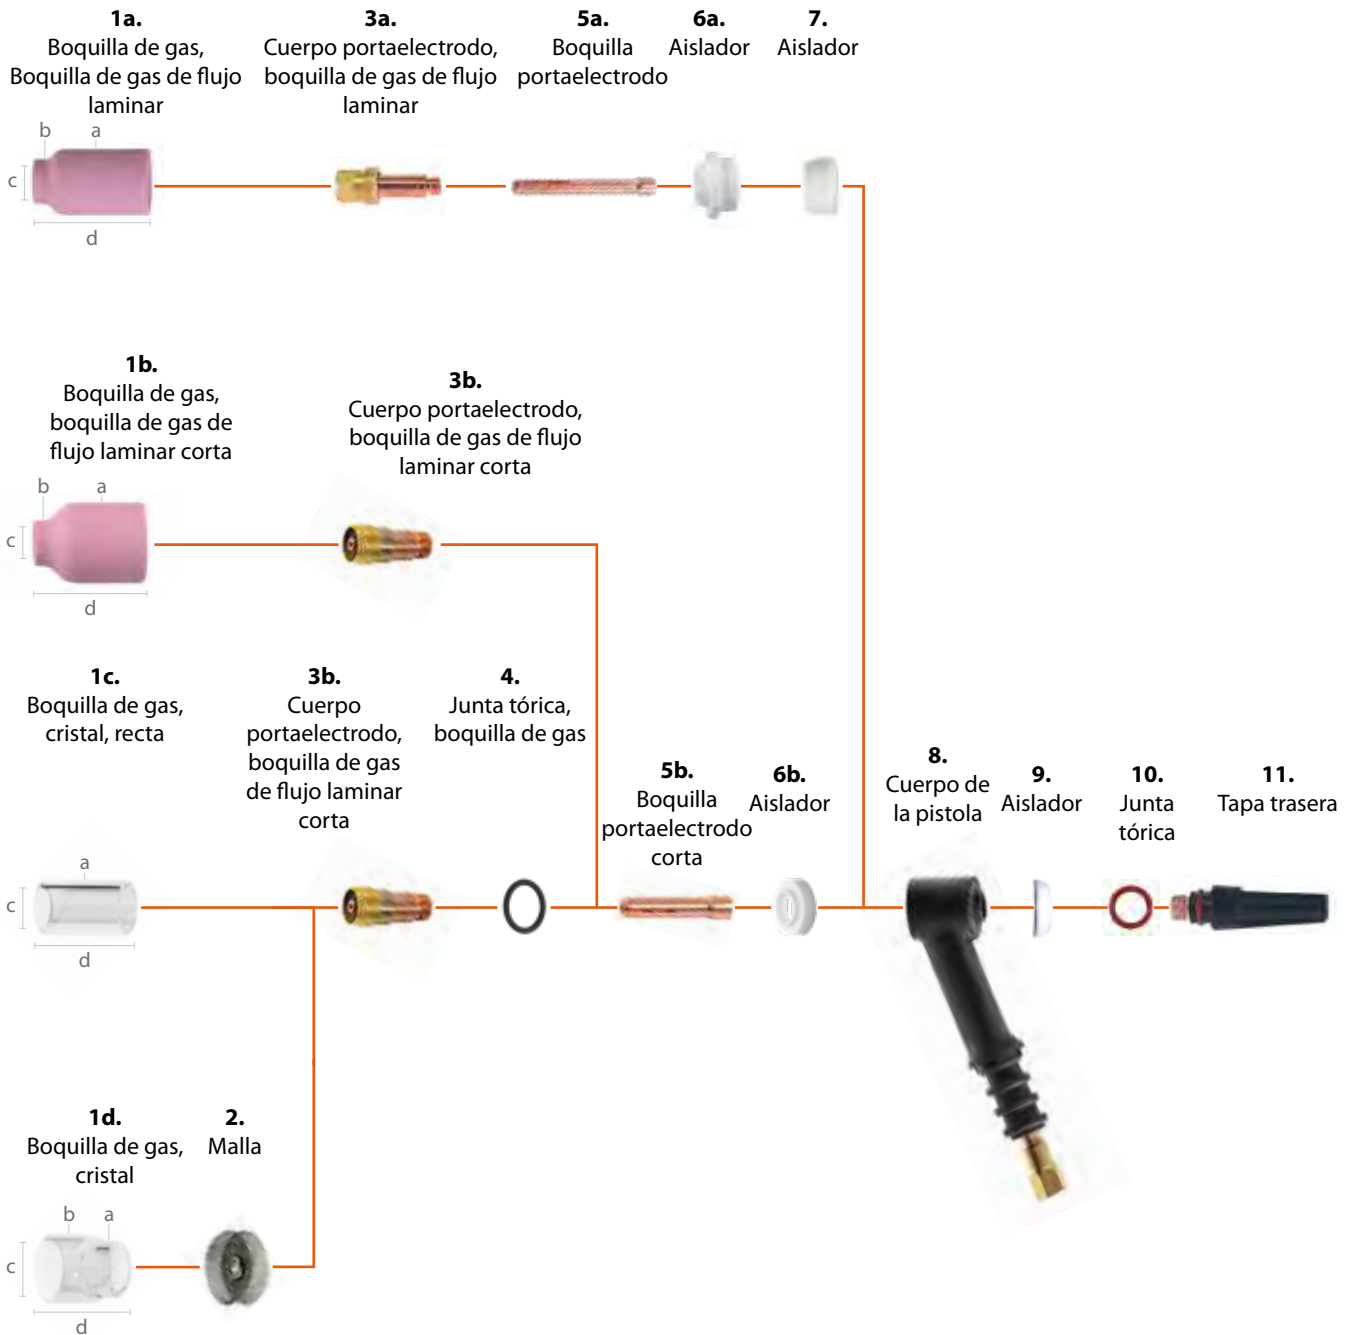 1a.
Boquilla de gas,
Boquilla de gas de flujo
laminar
3a.
Cuerpo portaelectrodo,
boquilla de gas de flujo
laminar
5a.
Boquilla
portaelectrodo
6a.
Aislador
7.
Aislador
b
a
c
d
1b.
Boquilla de gas,
boquilla de gas de
flujo laminar corta
3b.
Cuerpo portaelectrodo,
boquilla de gas de flujo
laminar corta
b
a
c
d
1c.
Boquilla de gas,
cristal, recta
3b.
Cuerpo
portaelectrodo,
boquilla de gas
de flujo laminar
corta
4.
Junta tórica,
boquilla de gas
5b.
Boquilla
portaelectrodo
corta
6b.
Aislador
8.
Cuerpo de
la pistola
9.
Aislador
10.
Junta
tórica
11.
Tapa trasera
a
c
d
1d.
Boquilla de gas,
cristal
2.
Malla
b
a
c
d